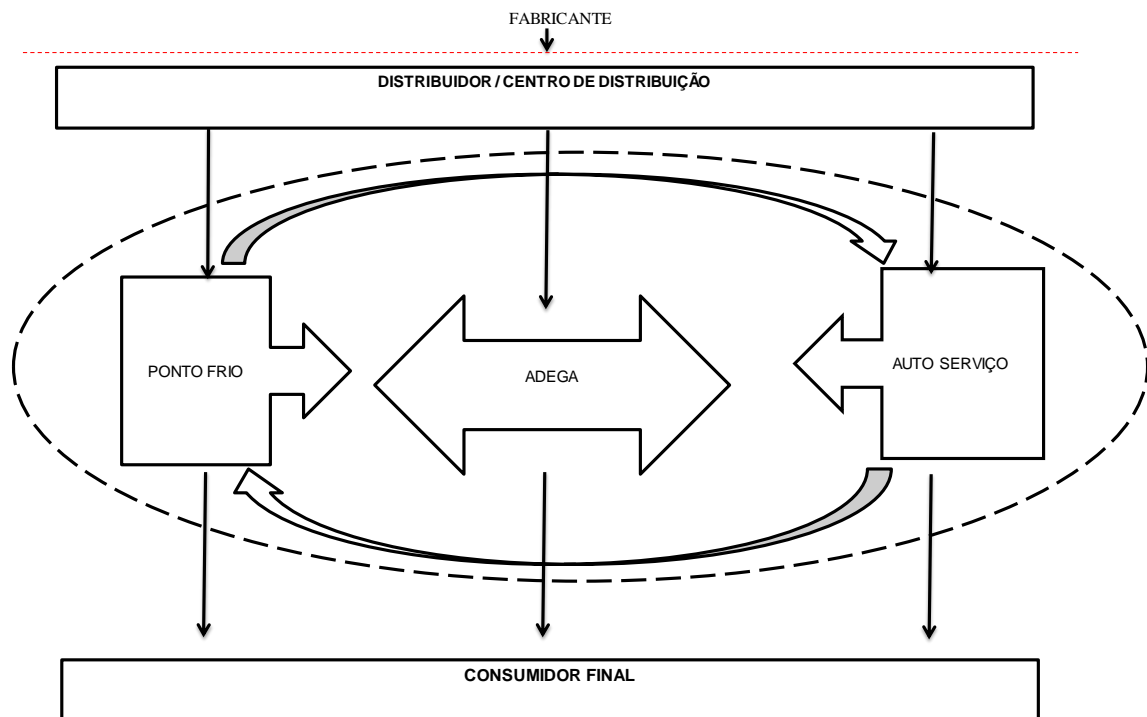 FABRICANTE
DISTRIBUIDOR / CENTRO DE DISTRIBUIÇÃO
PONTO FRIO
ADEGA
AUTO SERVIÇO
CONSUMIDOR FINAL